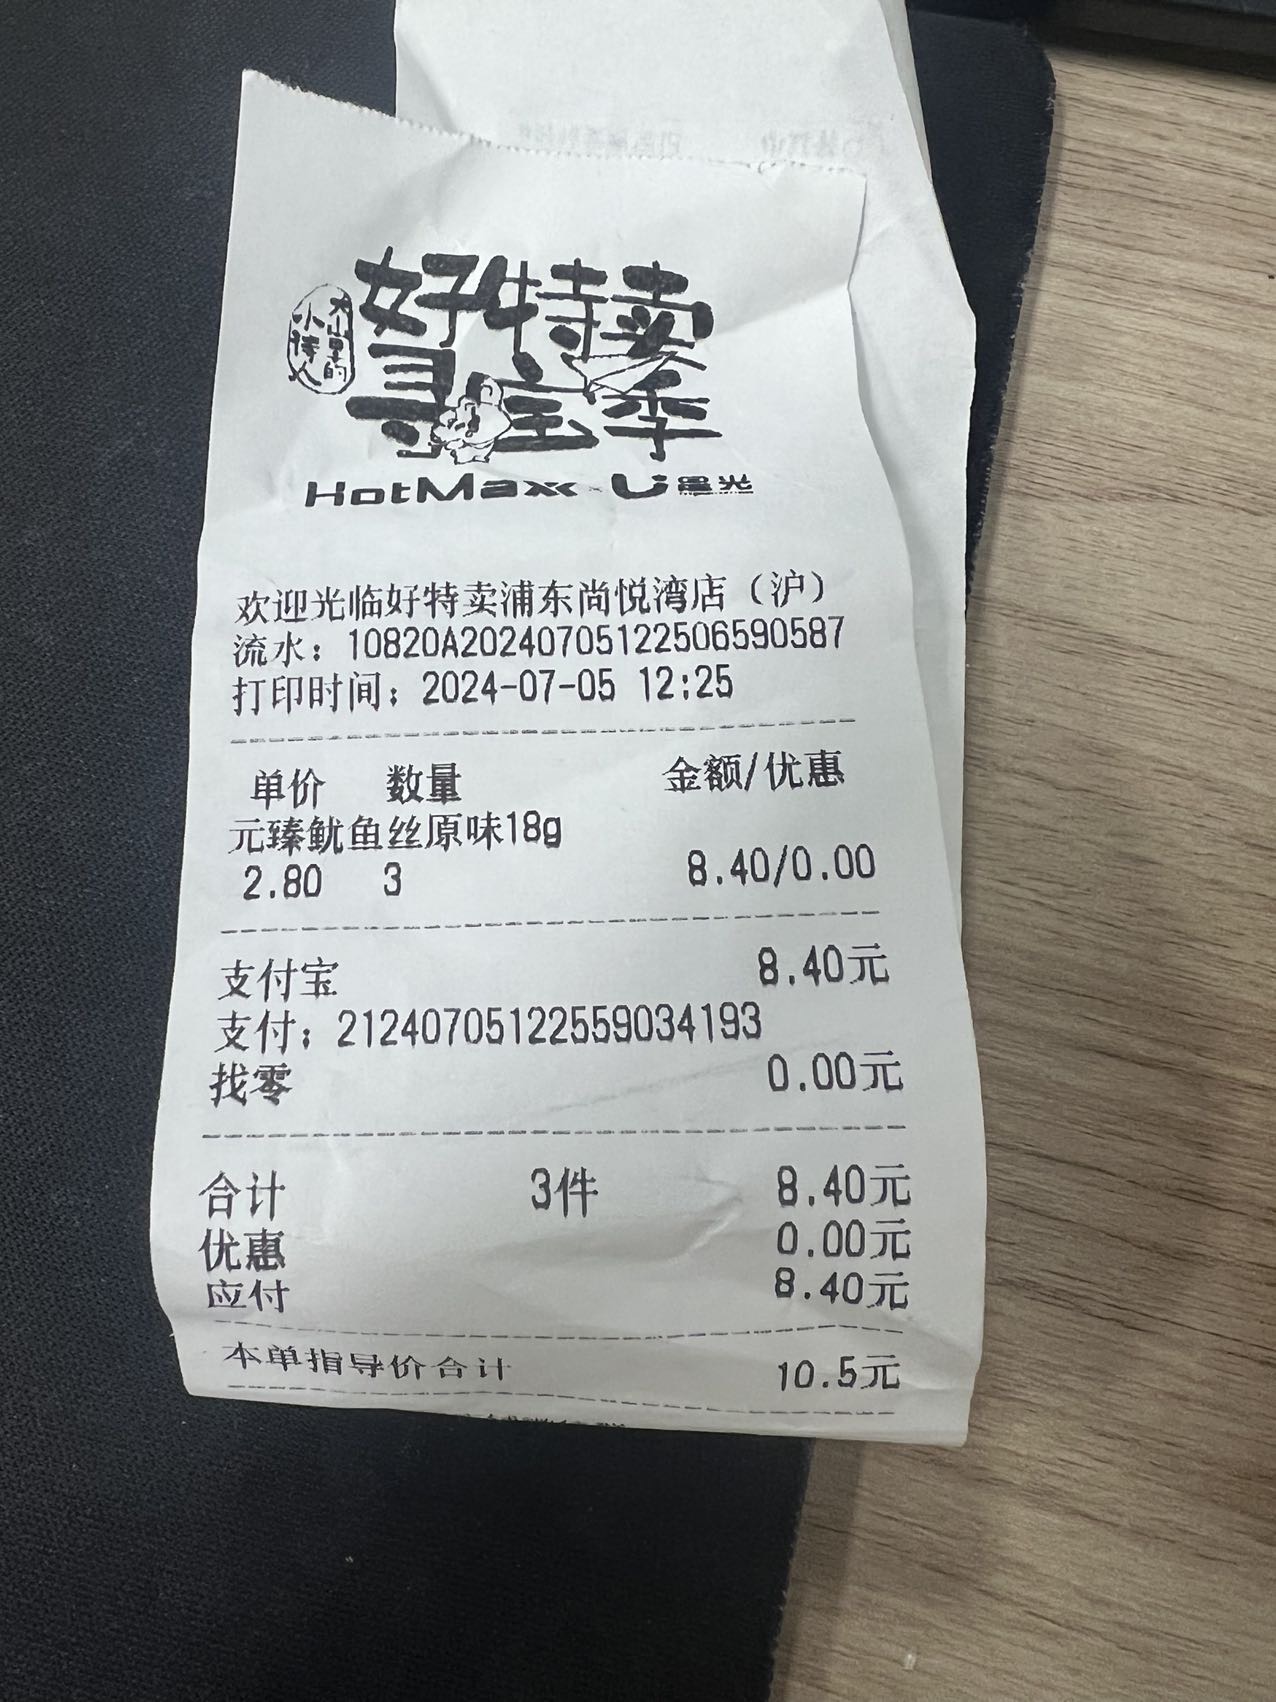 大山里的
小诗人
好特卖
寻宝季
HotMaxx × U 星光
欢迎光临好特卖浦东尚悦湾店（沪）
流水：10820A20240705122506590587
打印时间：2024-07-05 12:25
单价 数量 金额/优惠
元臻鱿鱼丝原味18g
2.80 3 8.40/0.00
支付宝 8.40元
支付：21240705122559034193
找零 0.00元
合计 3件 8.40元
优惠 0.00元
应付 8.40元
本单指导价合计 10.5元